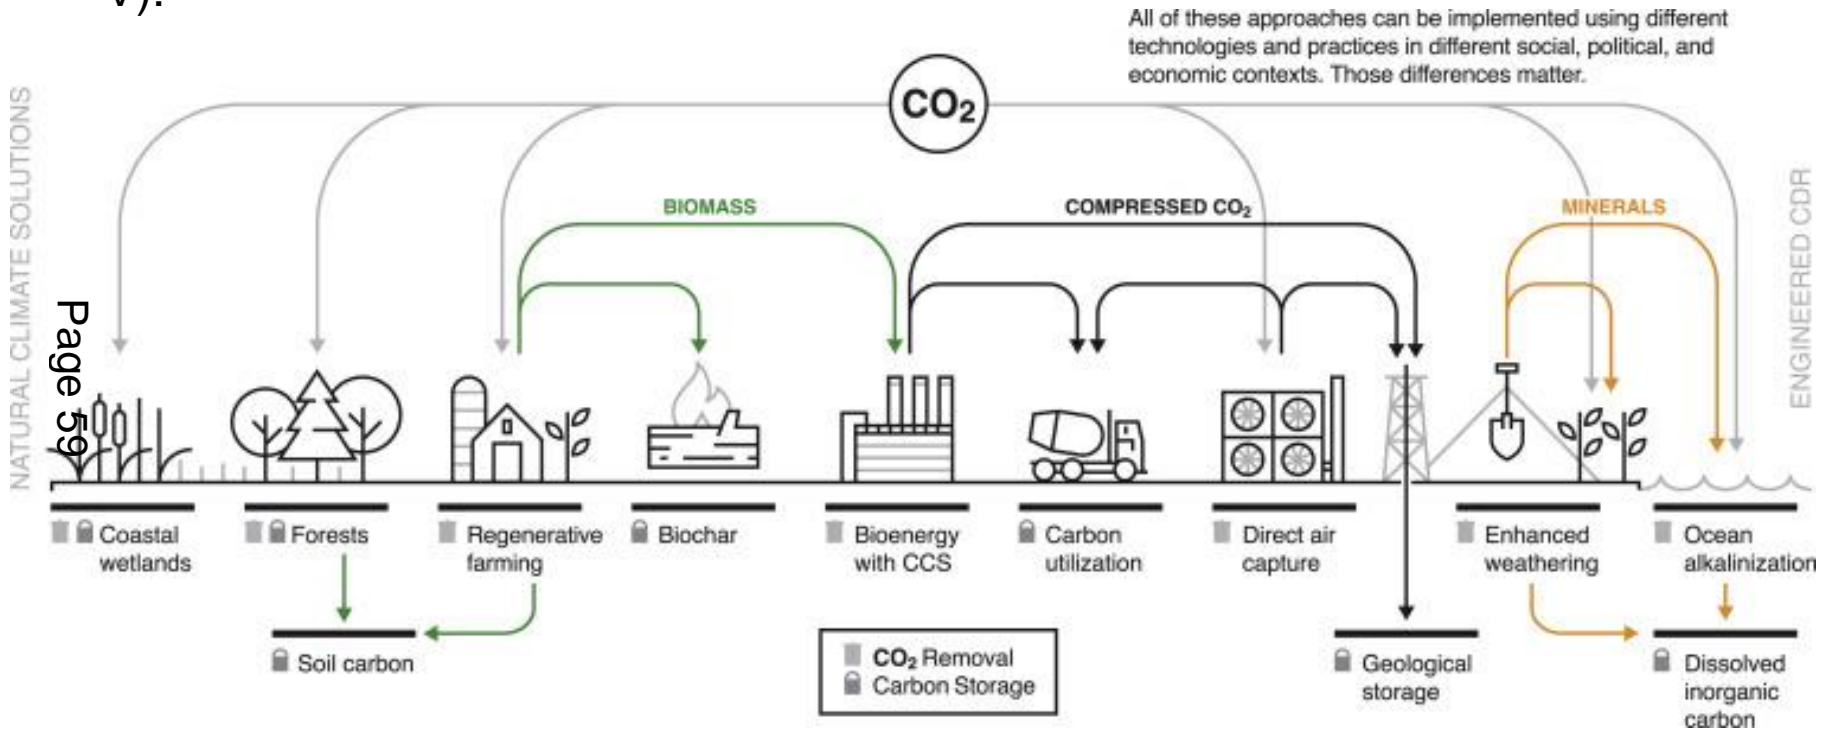 V).
All of these approaches can be implemented using different
technologies and practices in different social, political, and
economic contexts. Those differences matter.
CO₂
NATURAL CLIMATE SOLUTIONS
ENGINEERED CDR
BIOMASS
COMPRESSED CO₂
MINERALS
Page 59
Coastal
wetlands
Forests
Regenerative
farming
Biochar
Bioenergy
with CCS
Carbon
utilization
Direct air
capture
Enhanced
weathering
Ocean
alkalinization
Soil carbon
CO₂ Removal
Carbon Storage
Geological
storage
Dissolved
inorganic
carbon